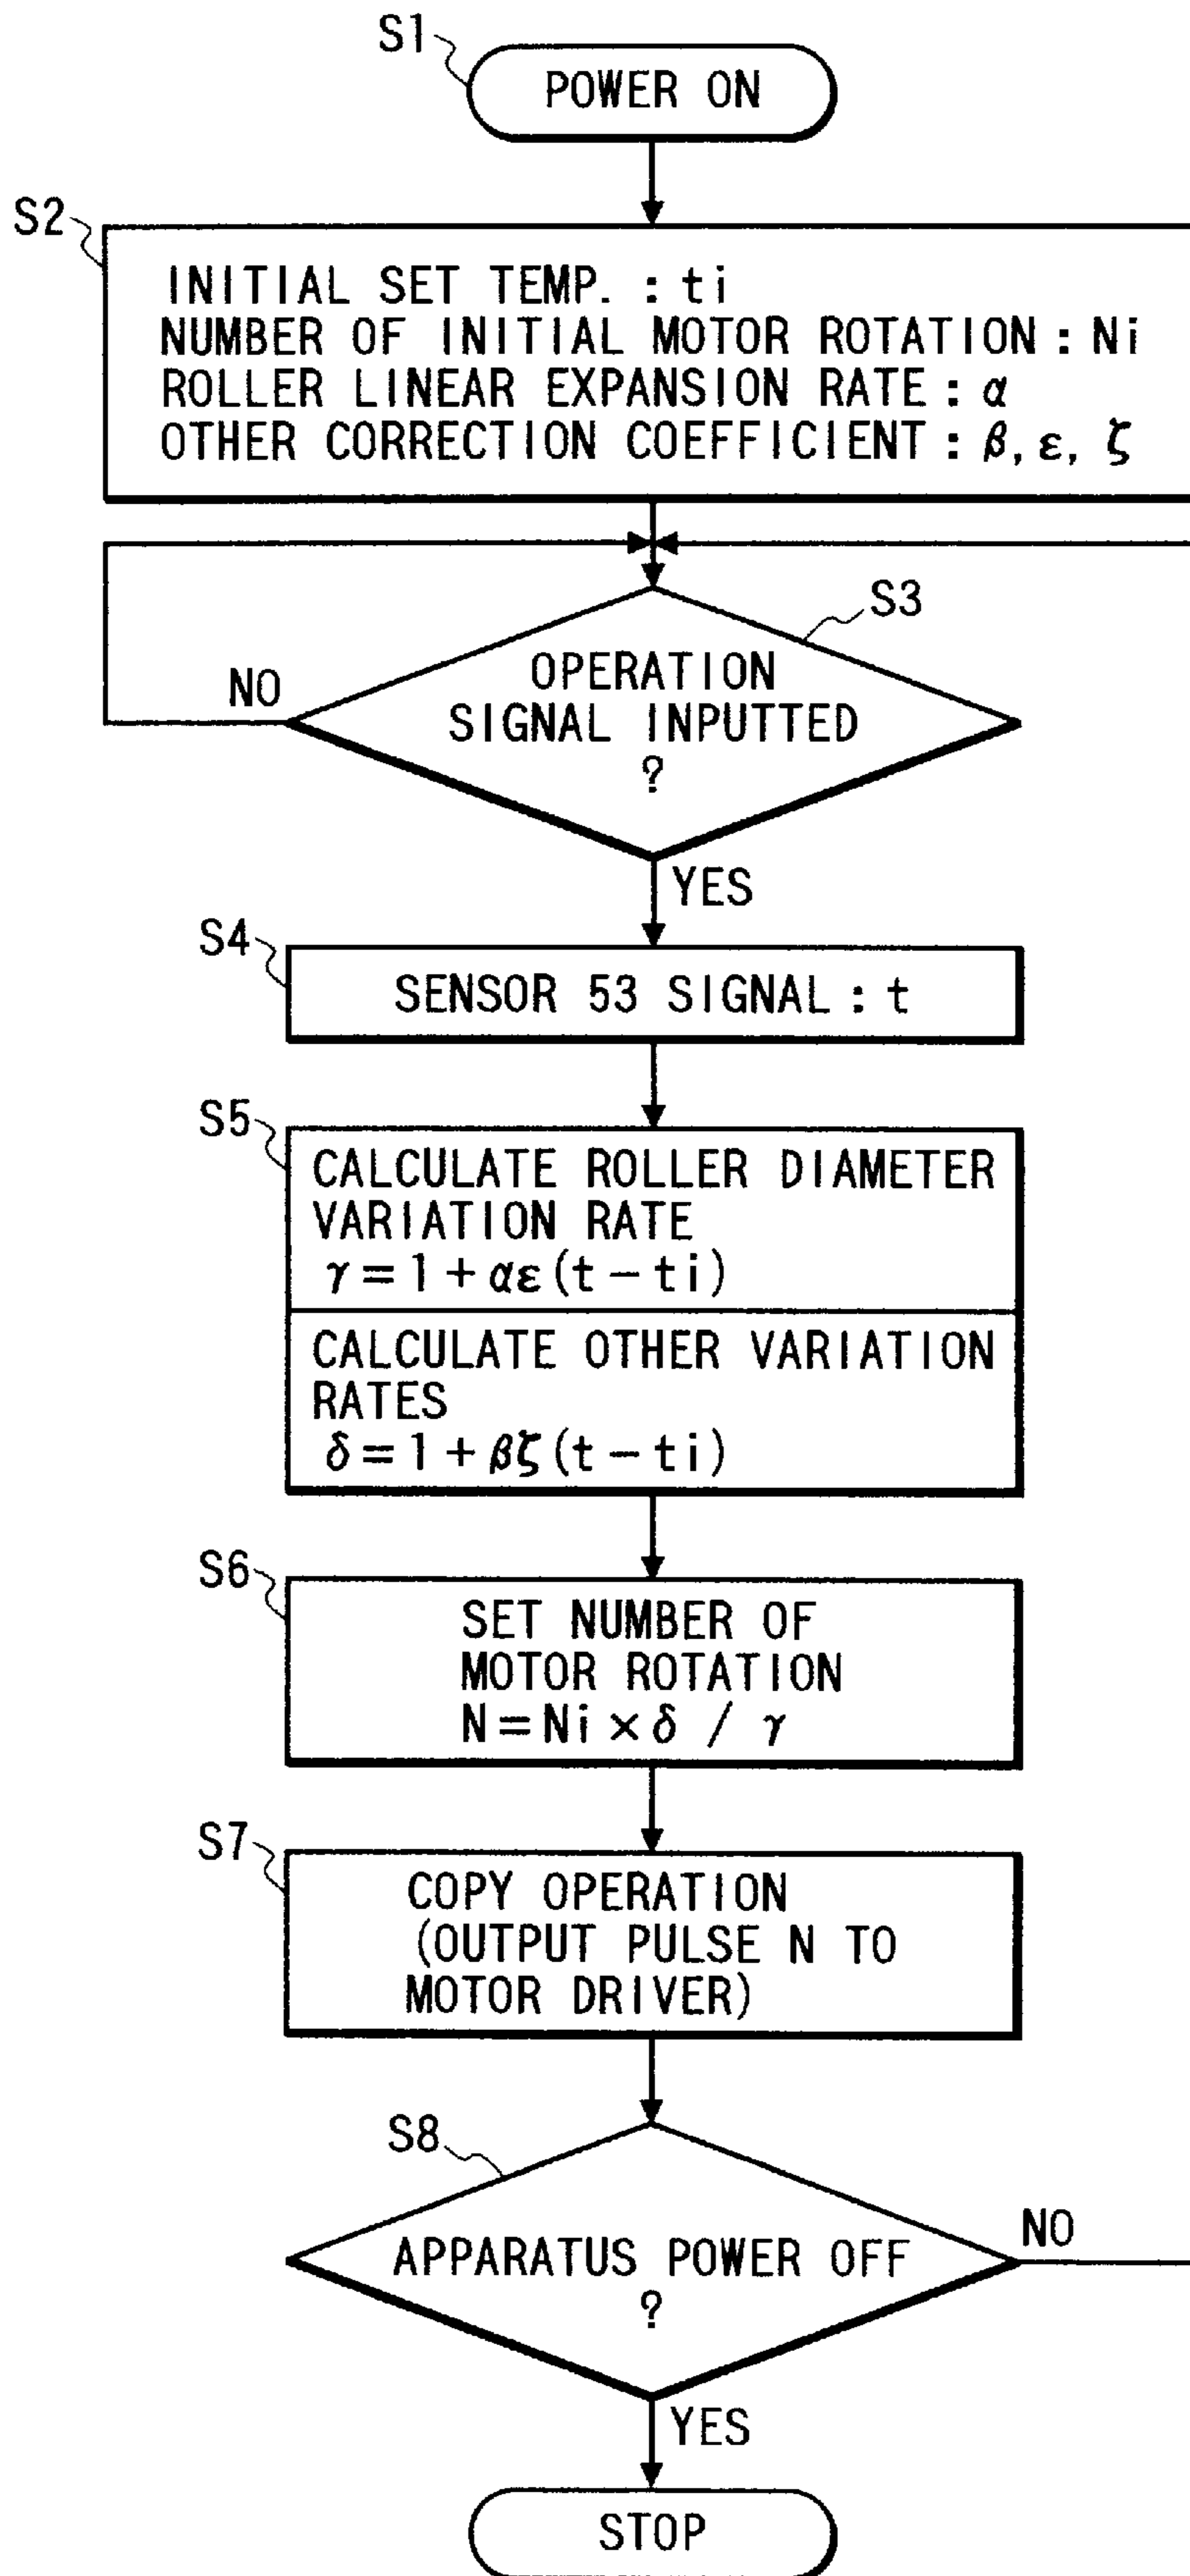 S1
POWER ON
S2
INITIAL SET TEMP. : ti
NUMBER OF INITIAL MOTOR ROTATION : Ni
ROLLER LINEAR EXPANSION RATE : α
OTHER CORRECTION COEFFICIENT : β, ε, ζ
S3
OPERATION
SIGNAL INPUTTED
?
NO
YES
S4
SENSOR 53 SIGNAL : t
S5
CALCULATE ROLLER DIAMETER
VARIATION RATE
γ = 1 + αε (t – ti)
CALCULATE OTHER VARIATION
RATES
δ = 1 + βζ (t – ti)
S6
SET NUMBER OF
MOTOR ROTATION
N = Ni × δ / γ
S7
COPY OPERATION
(OUTPUT PULSE N TO
MOTOR DRIVER)
S8
APPARATUS POWER OFF
?
NO
YES
STOP